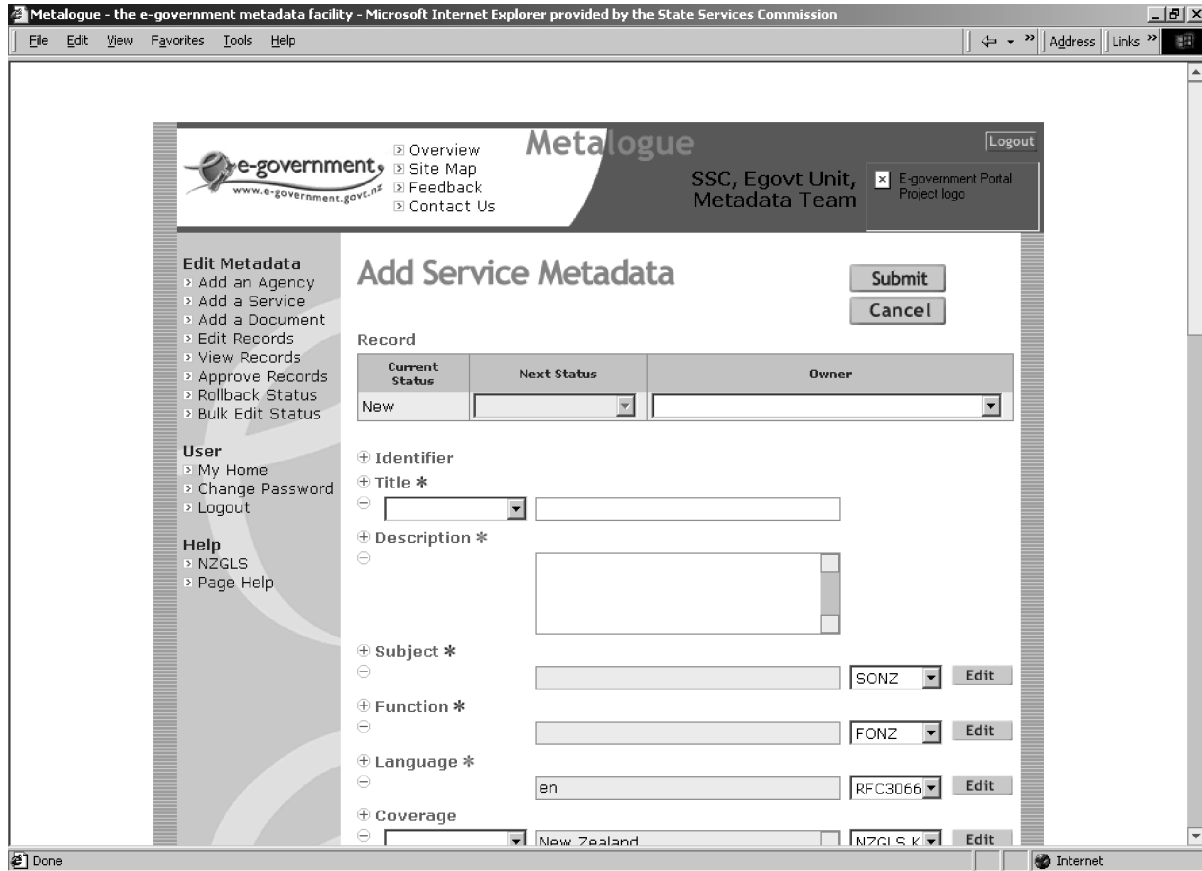 Metalogue - the e-government metadata facility - Microsoft Internet Explorer provided by the State Services Commission
File Edit View Favorites Tools Help
Address Links
e-government
www.e-government.govt.nz
Overview
Site Map
Feedback
Contact Us
Metalogue
SSC, Egovt Unit,
Metadata Team
Logout
E-government Portal
Project logo
Edit Metadata
Add an Agency
Add a Service
Add a Document
Edit Records
View Records
Approve Records
Rollback Status
Bulk Edit Status
User
My Home
Change Password
Logout
Help
NZGLS
Page Help
Add Service Metadata
Submit
Cancel
Record
Current Status Next Status Owner
New
Identifier
Title *
Description *
Subject *
SONZ Edit
Function *
FONZ Edit
Language *
en RFC3066 Edit
Coverage
New Zealand NZGLS K Edit
Done Internet